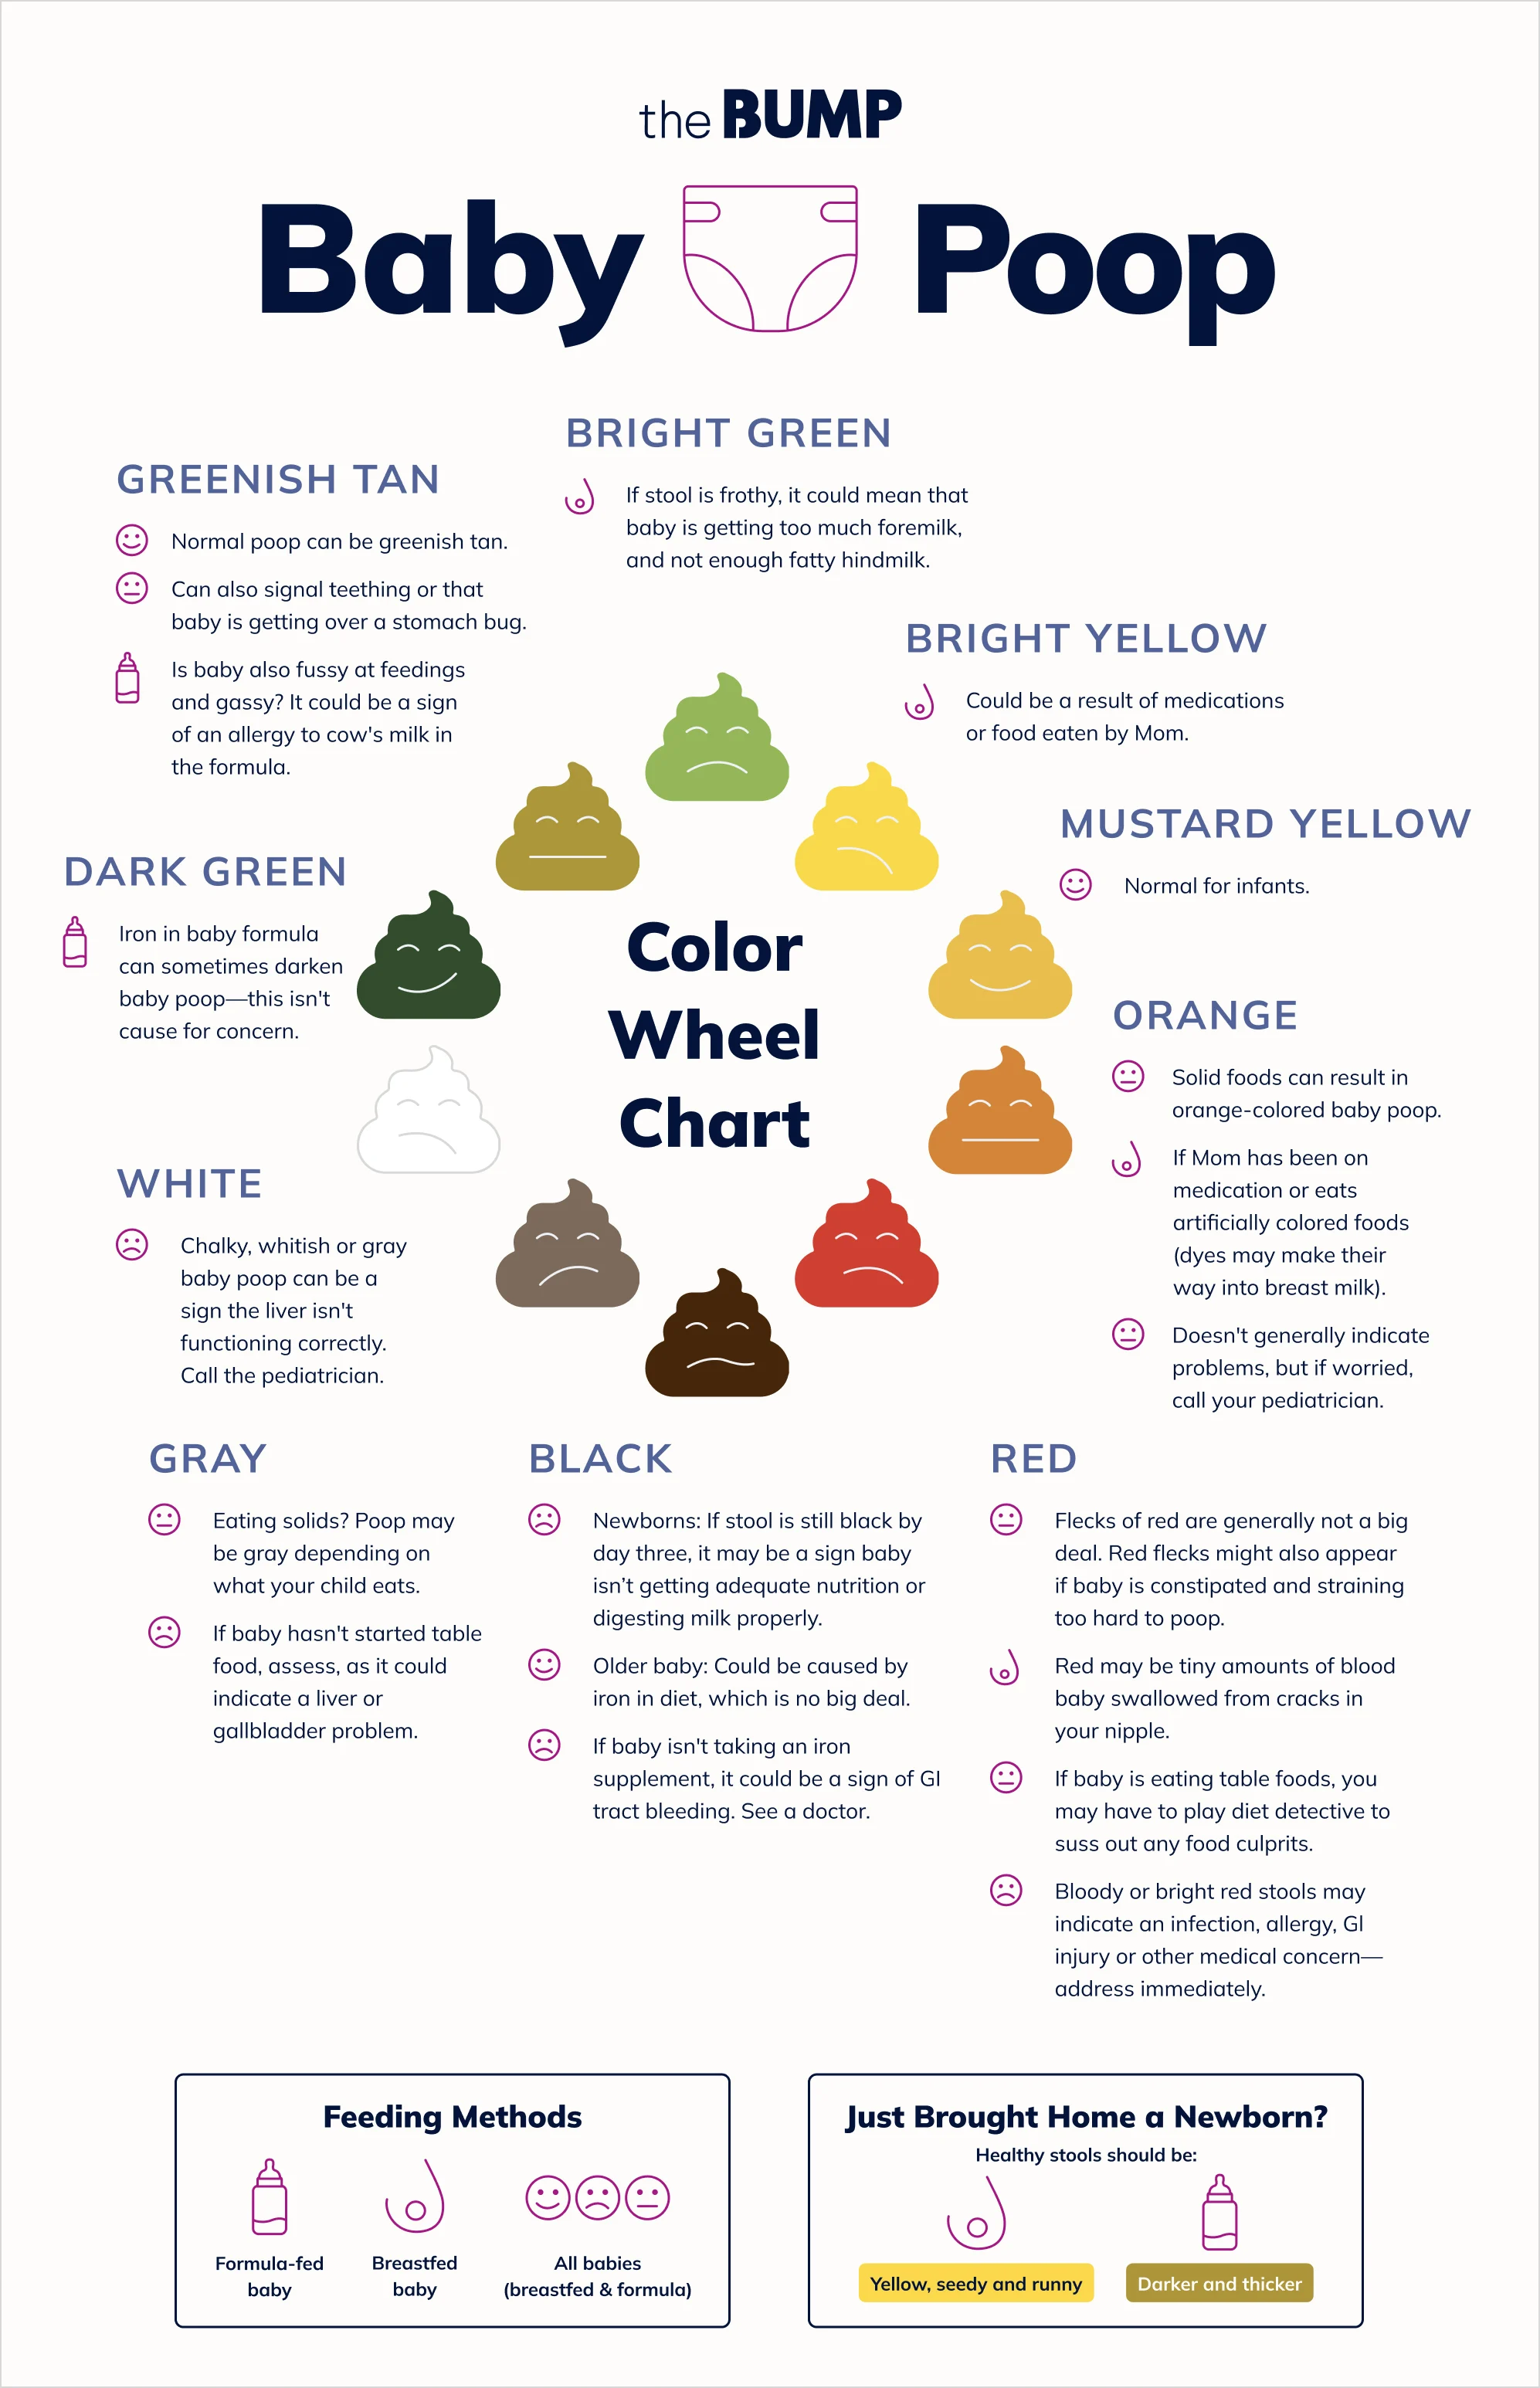 the BUMP
Baby Poop
BRIGHT GREEN
If stool is frothy, it could mean that
baby is getting too much foremilk,
and not enough fatty hindmilk.
GREENISH TAN
Normal poop can be greenish tan.
Can also signal teething or that
baby is getting over a stomach bug.
Is baby also fussy at feedings
and gassy? It could be a sign
of an allergy to cow's milk in
the formula.
BRIGHT YELLOW
Could be a result of medications
or food eaten by Mom.
MUSTARD YELLOW
Normal for infants.
DARK GREEN
Iron in baby formula
can sometimes darken
baby poop—this isn't
cause for concern.
Color
Wheel
Chart
ORANGE
Solid foods can result in
orange-colored baby poop.
If Mom has been on
medication or eats
artificially colored foods
(dyes may make their
way into breast milk).
Doesn't generally indicate
problems, but if worried,
call your pediatrician.
WHITE
Chalky, whitish or gray
baby poop can be a
sign the liver isn't
functioning correctly.
Call the pediatrician.
GRAY
Eating solids? Poop may
be gray depending on
what your child eats.
If baby hasn't started table
food, assess, as it could
indicate a liver or
gallbladder problem.
BLACK
Newborns: If stool is still black by
day three, it may be a sign baby
isn’t getting adequate nutrition or
digesting milk properly.
Older baby: Could be caused by
iron in diet, which is no big deal.
If baby isn't taking an iron
supplement, it could be a sign of GI
tract bleeding. See a doctor.
RED
Flecks of red are generally not a big
deal. Red flecks might also appear
if baby is constipated and straining
too hard to poop.
Red may be tiny amounts of blood
baby swallowed from cracks in
your nipple.
If baby is eating table foods, you
may have to play diet detective to
suss out any food culprits.
Bloody or bright red stools may
indicate an infection, allergy, GI
injury or other medical concern—
address immediately.
Feeding Methods
Formula-fed
baby
Breastfed
baby
All babies
(breastfed & formula)
Just Brought Home a Newborn?
Healthy stools should be:
Yellow, seedy and runny
Darker and thicker